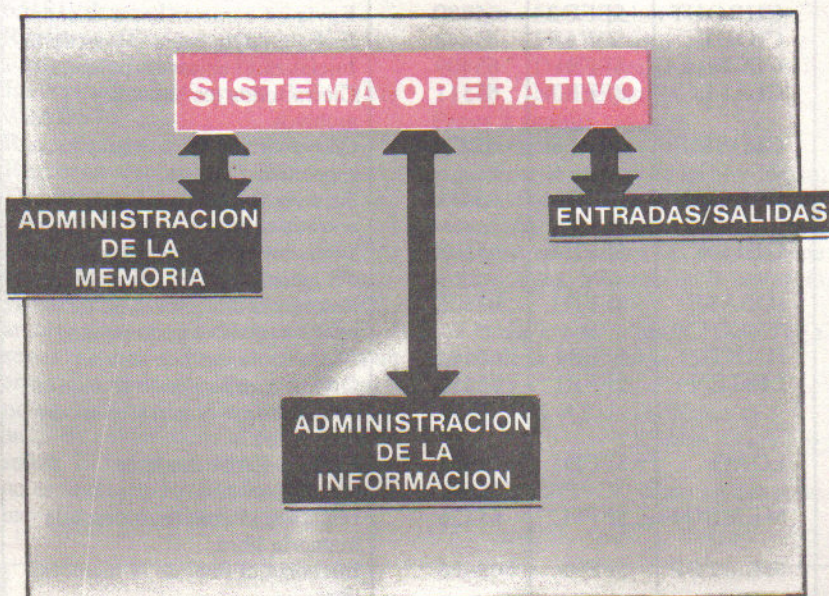 SISTEMA OPERATIVO
ADMINISTRACION
DE LA
MEMORIA
ENTRADAS/SALIDAS
ADMINISTRACION
DE LA
INFORMACION